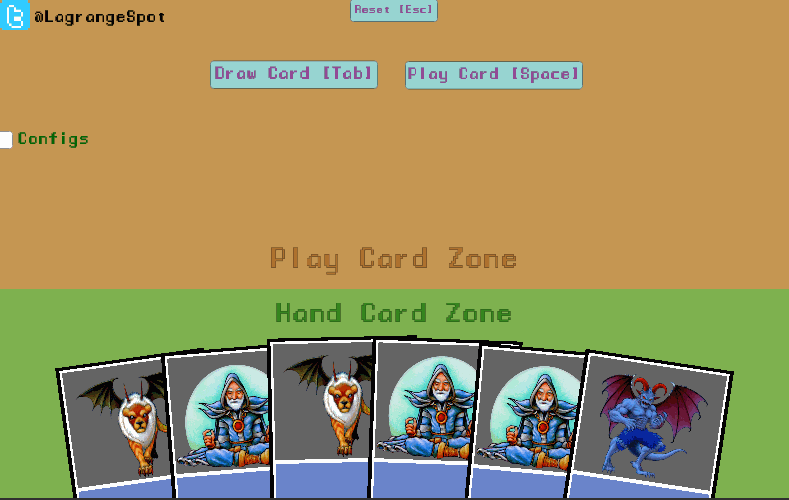 @LagrangeSpot
Reset [Esc]
Draw Card [Tab]
Play Card [Space]
Configs
Play Card Zone
Hand Card Zone